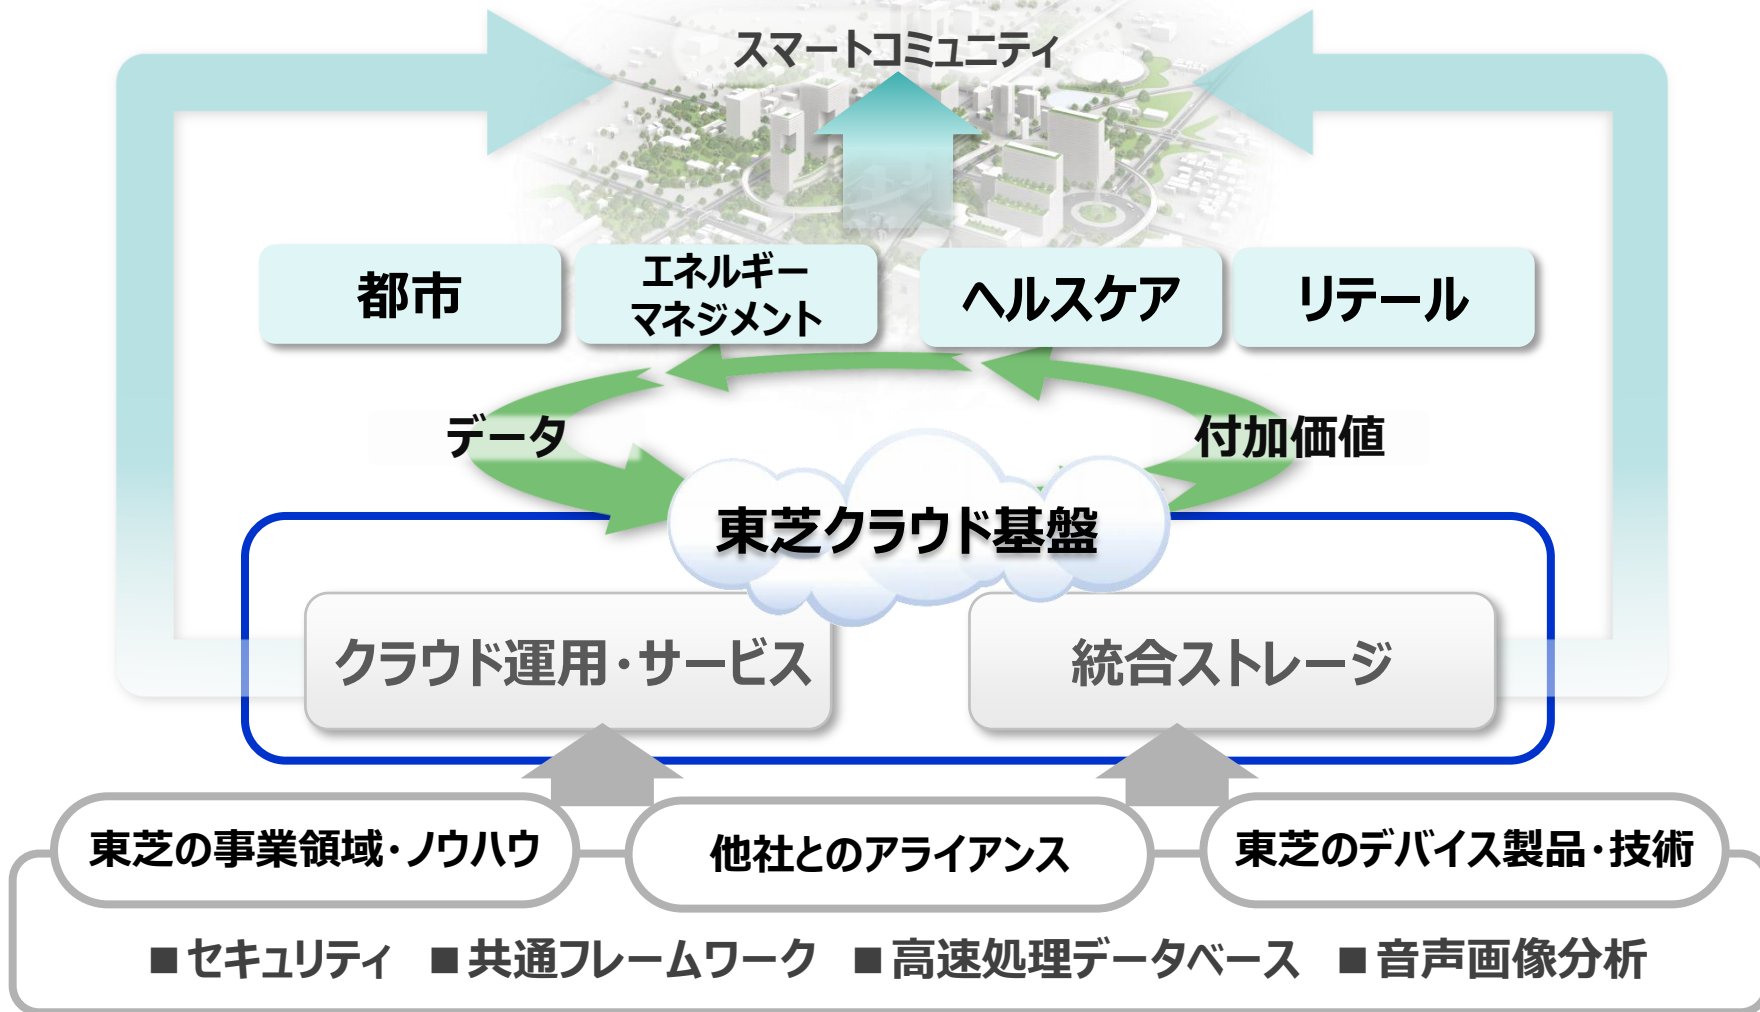 スマートコミュニティ
都市
エネルギー
マネジメント
ヘルスケア
リテール
データ
付加価値
東芝クラウド基盤
クラウド運用・サービス
統合ストレージ
東芝の事業領域・ノウハウ
他社とのアライアンス
東芝のデバイス製品・技術
■セキュリティ ■共通フレームワーク ■高速処理データベース ■音声画像分析